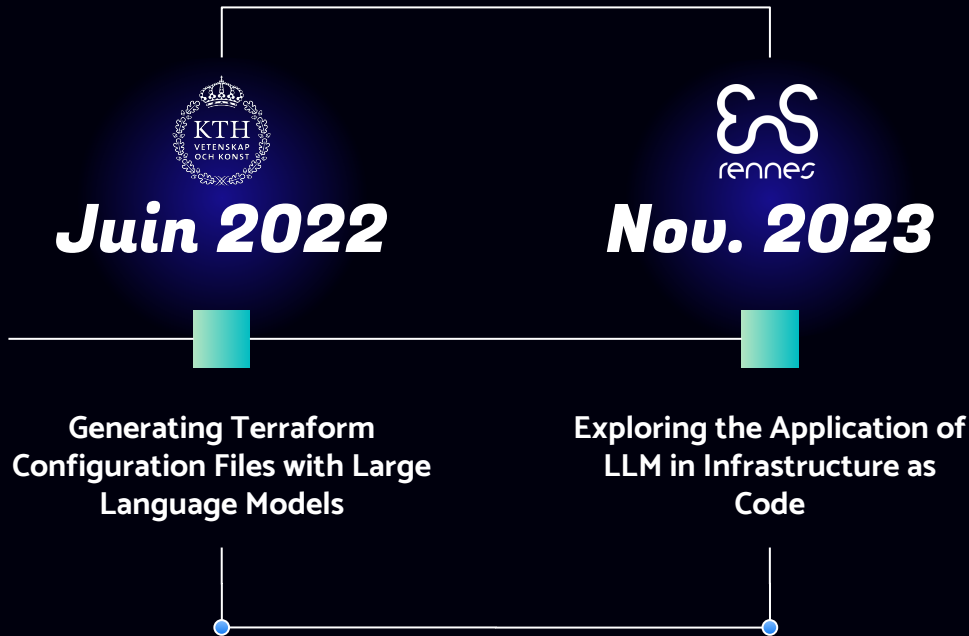 KTH
VETENSKAP
OCH KONST
Juin 2022
Generating Terraform
Configuration Files with Large
Language Models
ENS
rennes
Nov. 2023
Exploring the Application of
LLM in Infrastructure as
Code